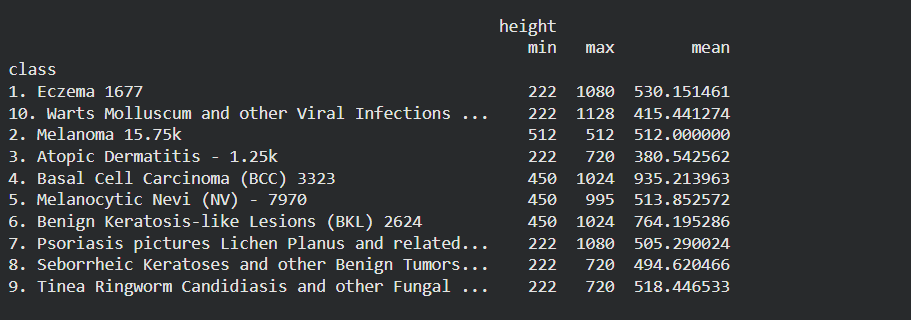 height
min max mean
class
1. Eczema 1677 222 1080 530.151461
10. Warts Molluscum and other Viral Infections ... 222 1128 415.441274
2. Melanoma 15.75k 512 512 512.000000
3. Atopic Dermatitis - 1.25k 222 720 380.542562
4. Basal Cell Carcinoma (BCC) 3323 450 1024 935.213963
5. Melanocytic Nevi (NV) - 7970 450 995 513.852572
6. Benign Keratosis-like Lesions (BKL) 2624 450 1024 764.195286
7. Psoriasis pictures Lichen Planus and related... 222 1080 505.290024
8. Seborrheic Keratoses and other Benign Tumors... 222 720 494.620466
9. Tinea Ringworm Candidiasis and other Fungal ... 222 720 518.446533